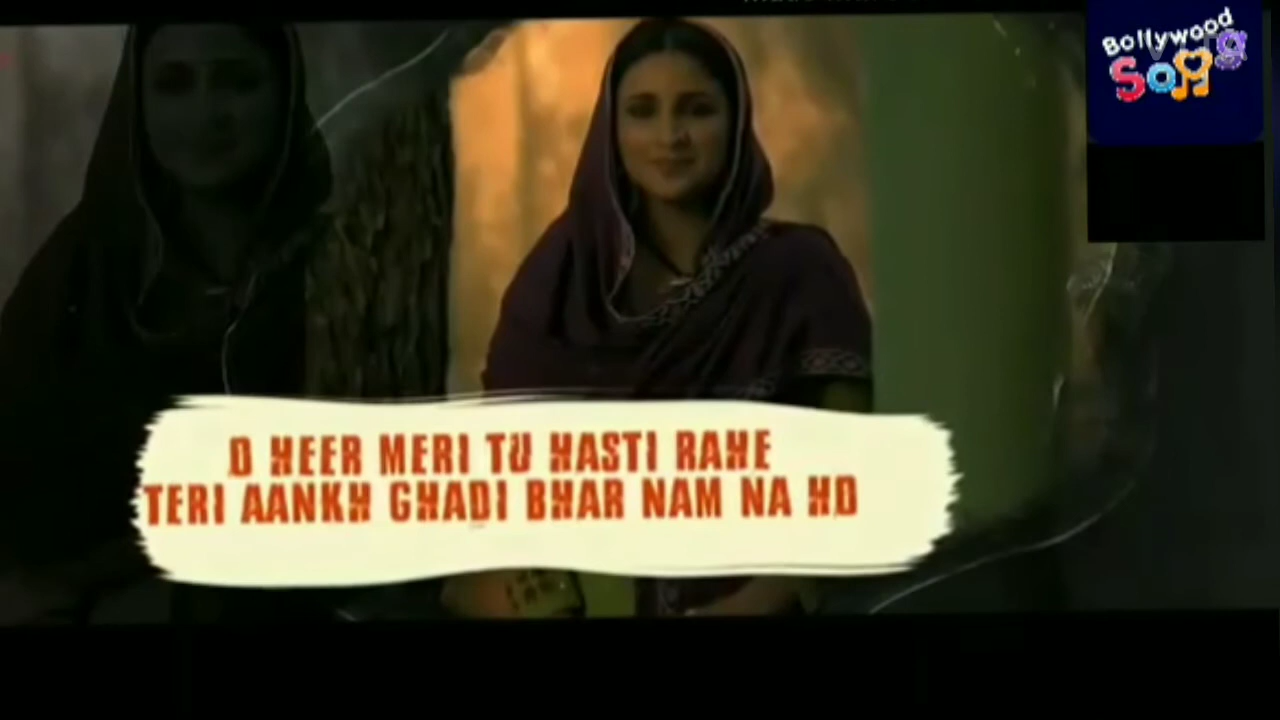 Bollywood
Song
O HEER MERI TU HASTI RAHE
TERI AANKH GHADI BHAR NAM NA HO